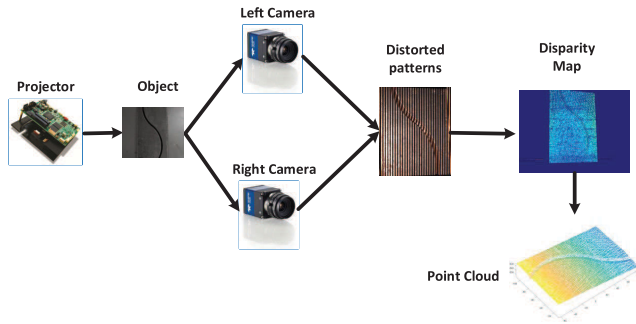 Left Camera
Projector
Object
Distorted
patterns
Disparity
Map
Right Camera
Point Cloud